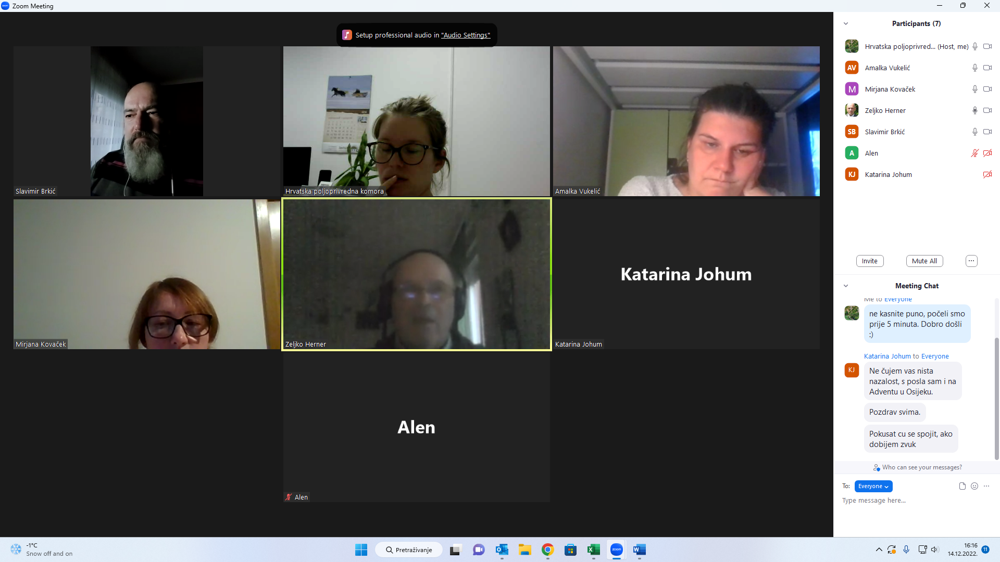 Zoom Meeting
Setup professional audio in "Audio Settings"
Slavimir Brkić
Hrvatska poljoprivredna komora
Amalka Vukelić
Mirjana Kovaček
Zeljko Herner
Katarina Johum
Katarina Johum
Alen
Alen
Participants (7)
Hrvatska poljoprivred... (Host, me)
AV Amalka Vukelić
M Mirjana Kovaček
Zeljko Herner
SB Slavimir Brkić
A Alen
KJ Katarina Johum
Invite
Mute All
Meeting Chat
Me to Everyone
ne kasnite puno, počeli smo
prije 5 minuta. Dobro došli
:)
Katarina Johum to Everyone
KJ
Ne čujem vas nista
nazalost, s posla sam i na
Adventu u Osijeku.
Pozdrav svima.
Pokusat cu se spojit, ako
dobijem zvuk
Who can see your messages?
To: Everyone
Type message here...
-1°C
Snow off and on
Pretraživanje
zoom
16:16
14.12.2022.
11